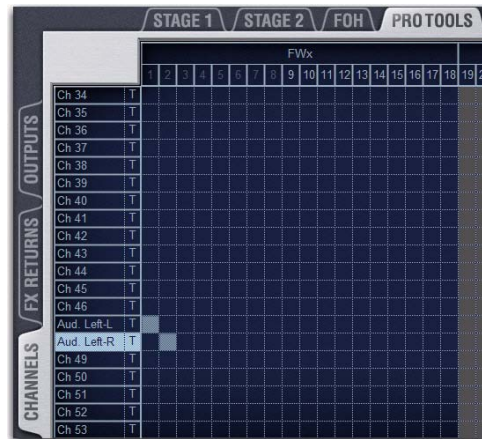 STAGE 1 STAGE 2 FOH PRO TOOLS
FWx
1 2 3 4 5 6 7 8 9 10 11 12 13 14 15 16 17 18 19
OUTPUTS
FX RETURNS
CHANNELS
Ch 34 T
Ch 35 T
Ch 36 T
Ch 37 T
Ch 38 T
Ch 39 T
Ch 40 T
Ch 41 T
Ch 42 T
Ch 43 T
Ch 44 T
Ch 45 T
Ch 46 T
Aud. Left-L T
Aud. Left-R T
Ch 49 T
Ch 50 T
Ch 51 T
Ch 52 T
Ch 53 T